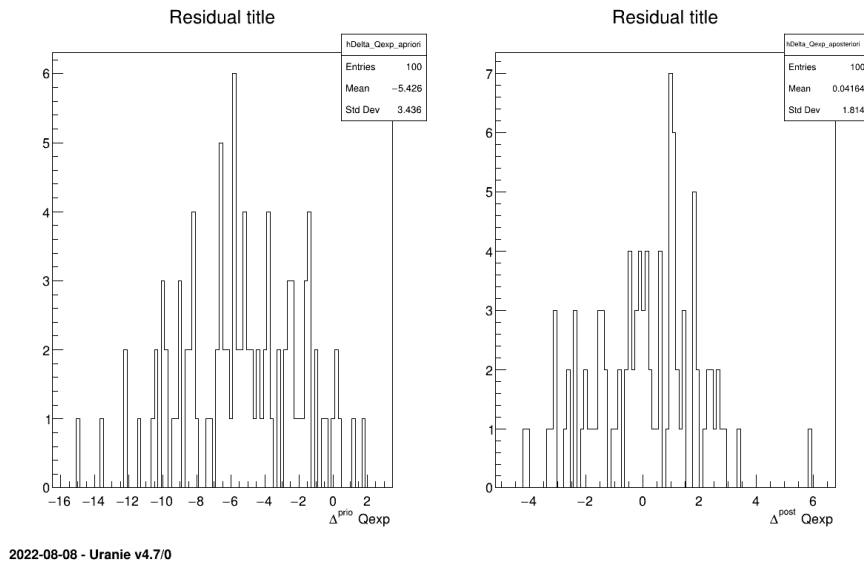 Residual title
hDelta_Qexp_apriori
Entries 100
Mean −5.426
Std Dev 3.436
6
5
4
3
2
1
0
−16 −14 −12 −10 −8 −6 −4 −2 0 2
Δprio Qexp
Residual title
hDelta_Qexp_aposteriori
Entries 100
Mean 0.04164
Std Dev 1.814
7
6
5
4
3
2
1
0
−4 −2 0 2 4 6
Δpost Qexp
2022-08-08 - Uranie v4.7/0